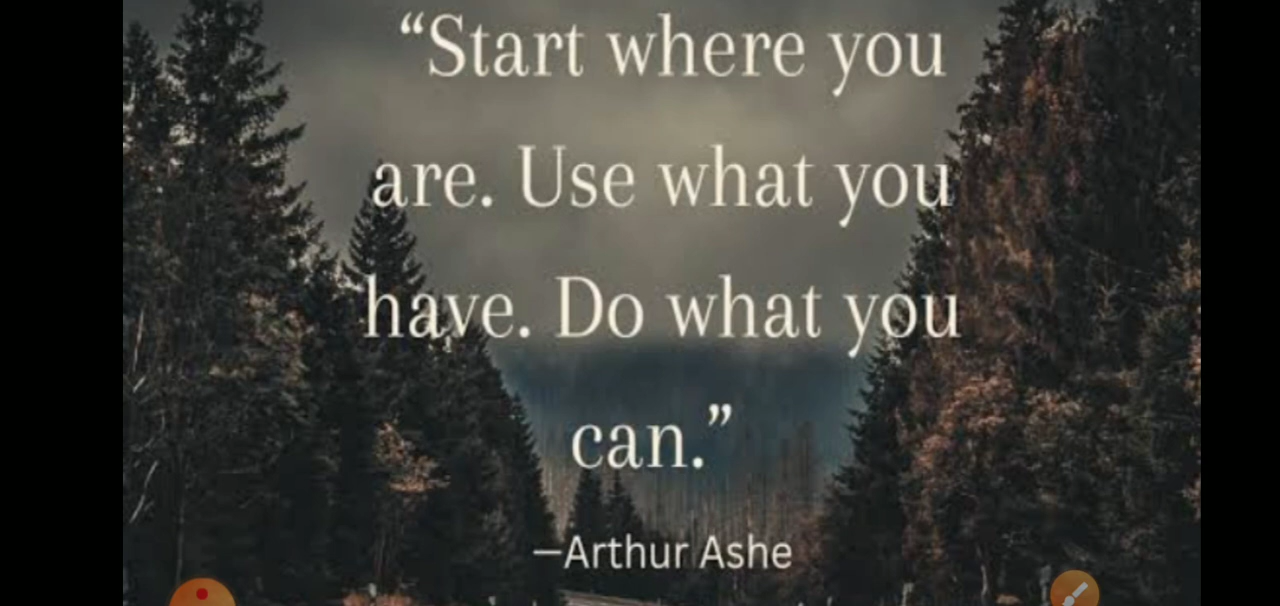 “Start where you
are. Use what you
have. Do what you
can.”
—Arthur Ashe